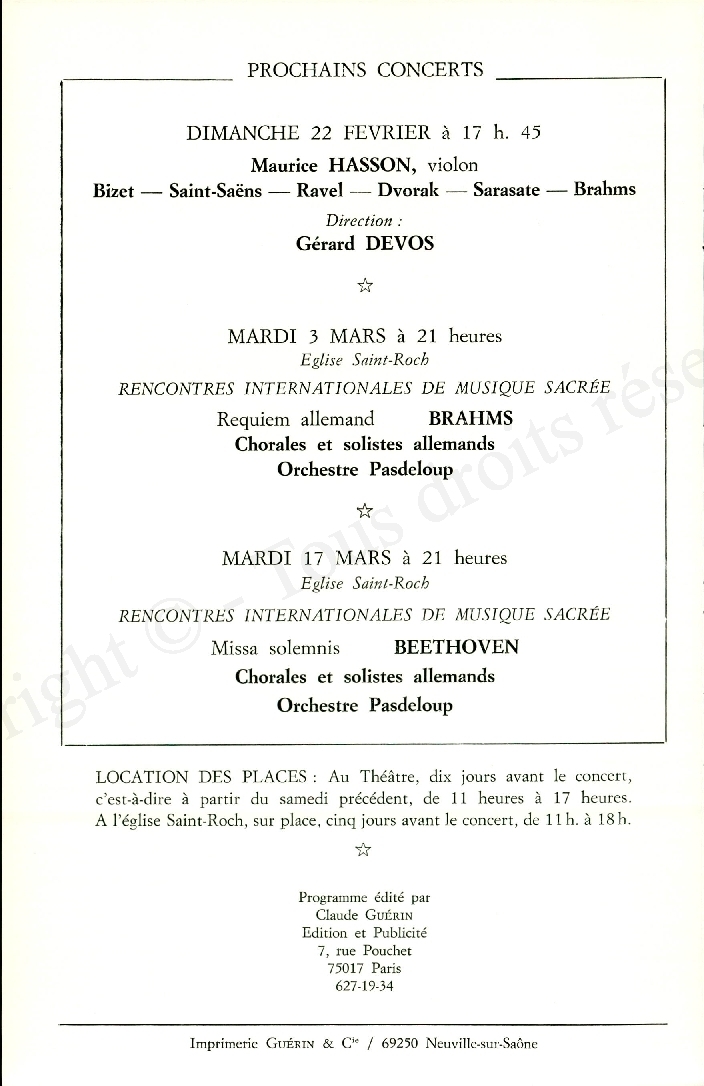 PROCHAINS CONCERTS
DIMANCHE 22 FEVRIER à 17 h. 45
Maurice HASSON, violon
Bizet — Saint-Saëns — Ravel — Dvorak — Sarasate — Brahms
Direction :
Gérard DEVOS
☆
MARDI 3 MARS à 21 heures
Eglise Saint-Roch
RENCONTRES INTERNATIONALES DE MUSIQUE SACRÉE
Requiem allemand BRAHMS
Chorales et solistes allemands
Orchestre Pasdeloup
☆
MARDI 17 MARS à 21 heures
Eglise Saint-Roch
RENCONTRES INTERNATIONALES DE MUSIQUE SACRÉE
Missa solemnis BEETHOVEN
Chorales et solistes allemands
Orchestre Pasdeloup
LOCATION DES PLACES : Au Théâtre, dix jours avant le concert,
c'est-à-dire à partir du samedi précédent, de 11 heures à 17 heures.
A l'église Saint-Roch, sur place, cinq jours avant le concert, de 11 h. à 18 h.
☆
Programme édité par
Claude GUÉRIN
Edition et Publicité
7, rue Pouchet
75017 Paris
627-19-34
Imprimerie GUÉRIN & Cie / 69250 Neuville-sur-Saône
right © - Tous droits rése